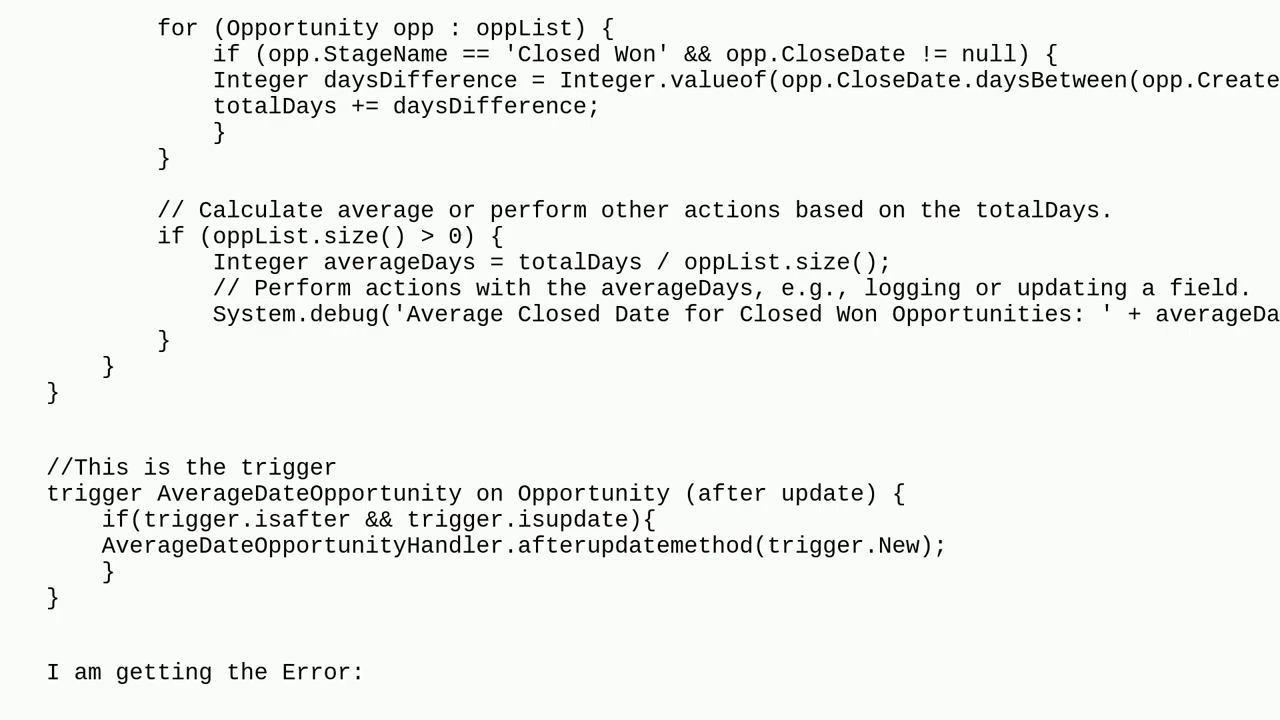 for (Opportunity opp : oppList) {
if (opp.StageName == 'Closed Won' && opp.CloseDate != null) {
Integer daysDifference = Integer.valueof(opp.CloseDate.daysBetween(opp.Create
totalDays += daysDifference;
}
}
// Calculate average or perform other actions based on the totalDays.
if (oppList.size() > 0) {
Integer averageDays = totalDays / oppList.size();
// Perform actions with the averageDays, e.g., logging or updating a field.
System.debug('Average Closed Date for Closed Won Opportunities: ' + averageDa
}
}
}
//This is the trigger
trigger AverageDateOpportunity on Opportunity (after update) {
if(trigger.isafter && trigger.isupdate){
AverageDateOpportunityHandler.afterupdatemethod(trigger.New);
}
}
I am getting the Error: